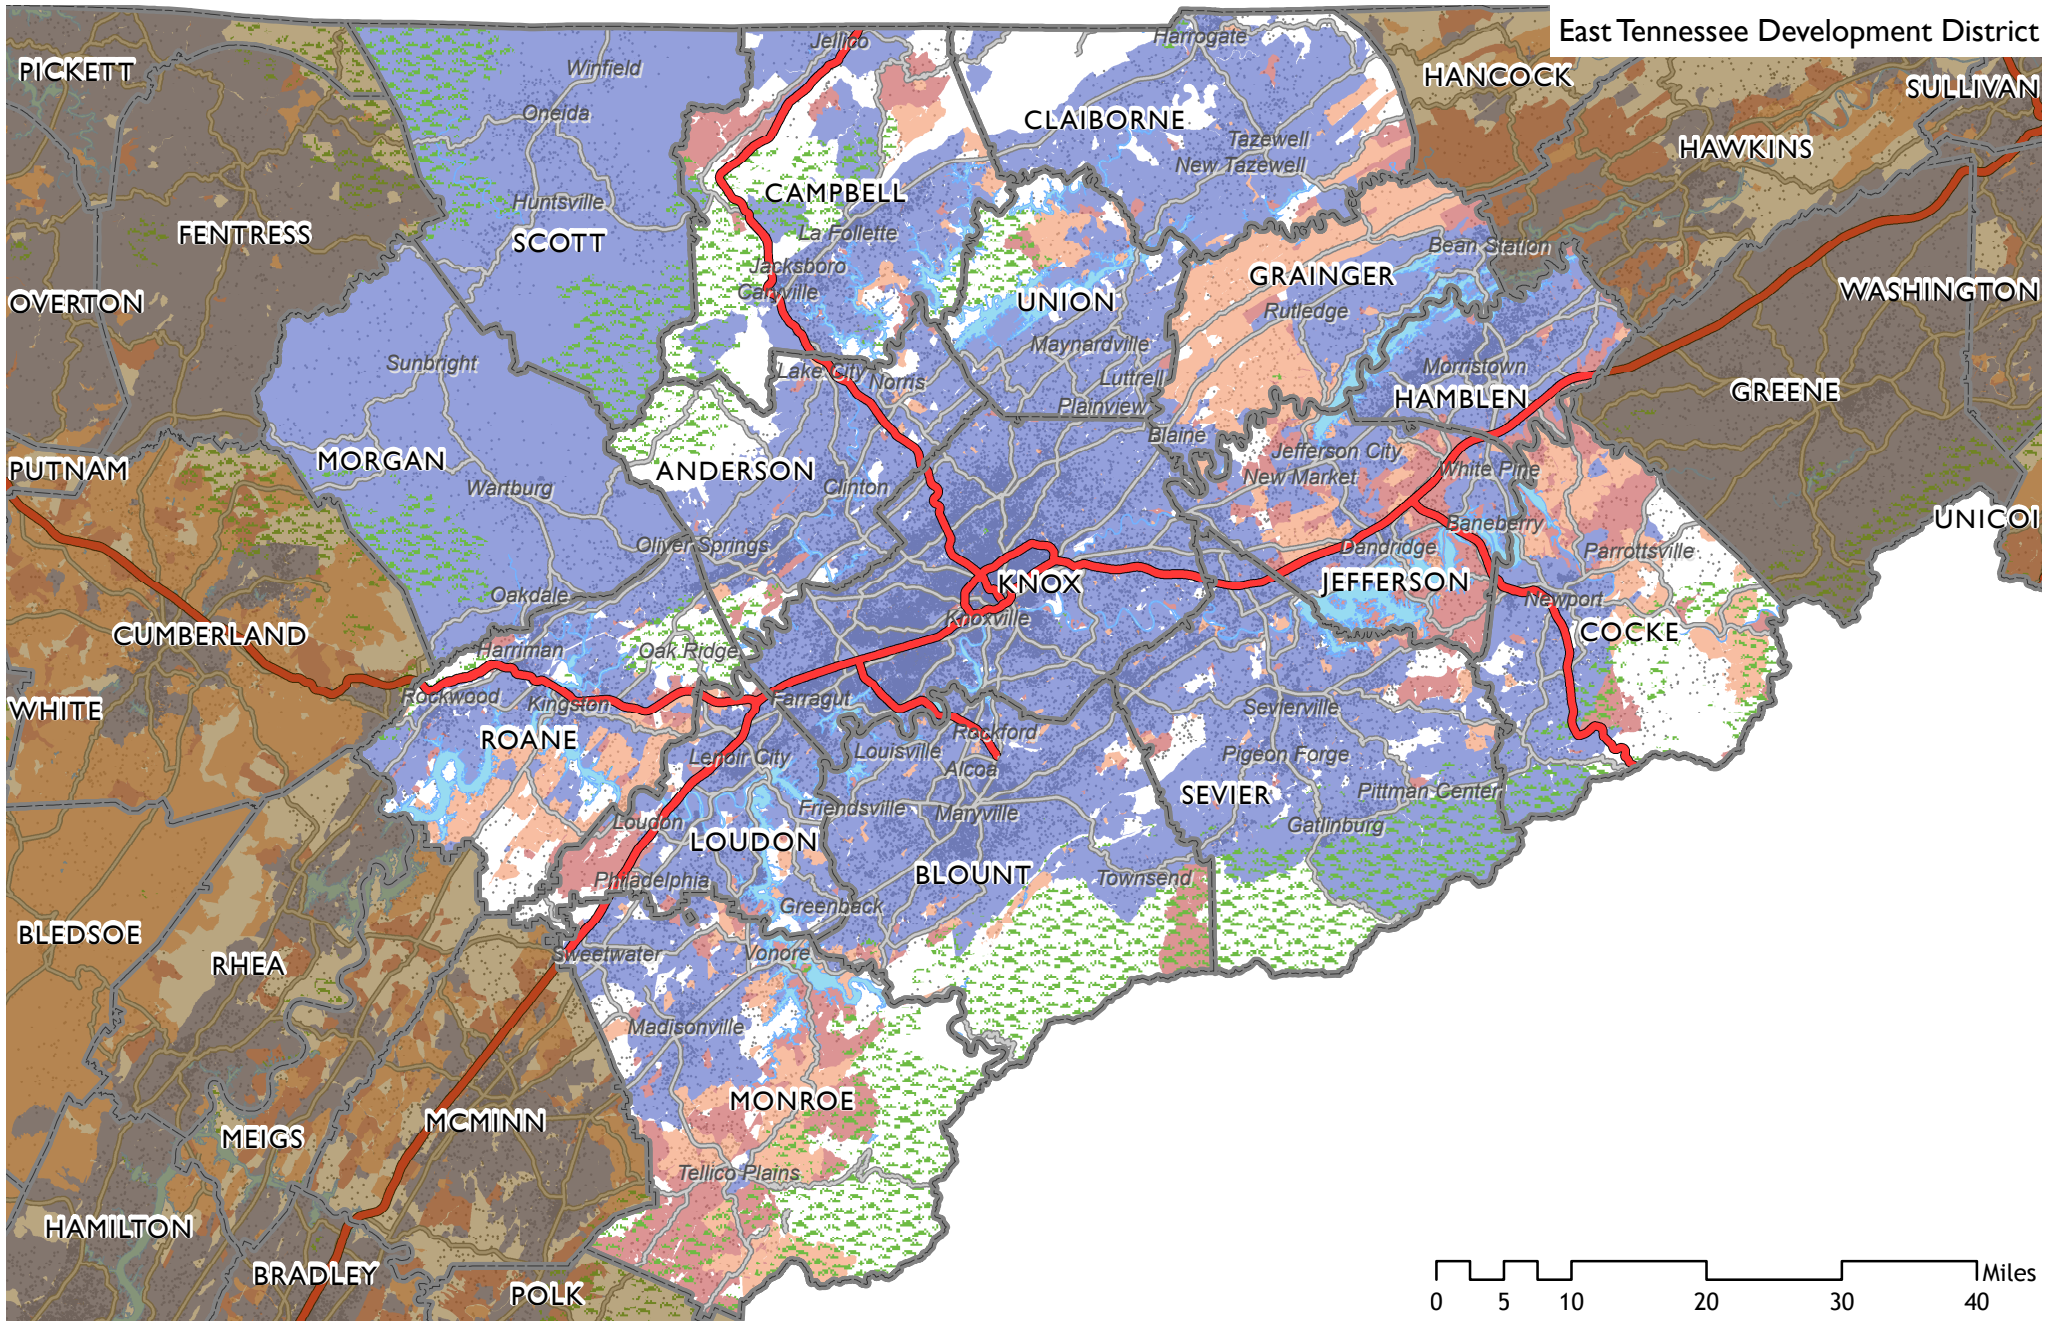 East Tennessee Development District
PICKETT
Winfield
Jellico
Harrogate
HANCOCK
SULLIVAN
Oneida
CLAIBORNE
Tazewell
New Tazewell
HAWKINS
FENTRESS
Huntsville
SCOTT
CAMPBELL
La Follette
Jacksboro
Caryville
UNION
GRAINGER
Bean Station
Rutledge
OVERTON
WASHINGTON
Sunbright
Lake City
Norris
Maynardville
Luttrell
Plainview
Morristown
HAMBLEN
GREENE
PUTNAM
MORGAN
Wartburg
ANDERSON
Clinton
Blaine
Jefferson City
New Market
White Pine
Baneberry
UNICOI
Oliver Springs
Dandridge
Parrottsville
Oakdale
KNOX
Knoxville
JEFFERSON
Newport
COCKE
CUMBERLAND
Harriman
Oak Ridge
WHITE
Rockwood
Kingston
Farragut
Sevierville
ROANE
Lenoir City
Louisville
Rockford
Alcoa
Pigeon Forge
SEVIER
Pittman Center
Gatlinburg
Loudon
LOUDON
Friendsville
Maryville
BLOUNT
Townsend
Philadelphia
Greenback
BLEDSOE
RHEA
Sweetwater
Vonore
Madisonville
MONROE
MEIGS
MCMINN
Tellico Plains
HAMILTON
BRADLEY
POLK
Miles
0 5 10 20 30 40